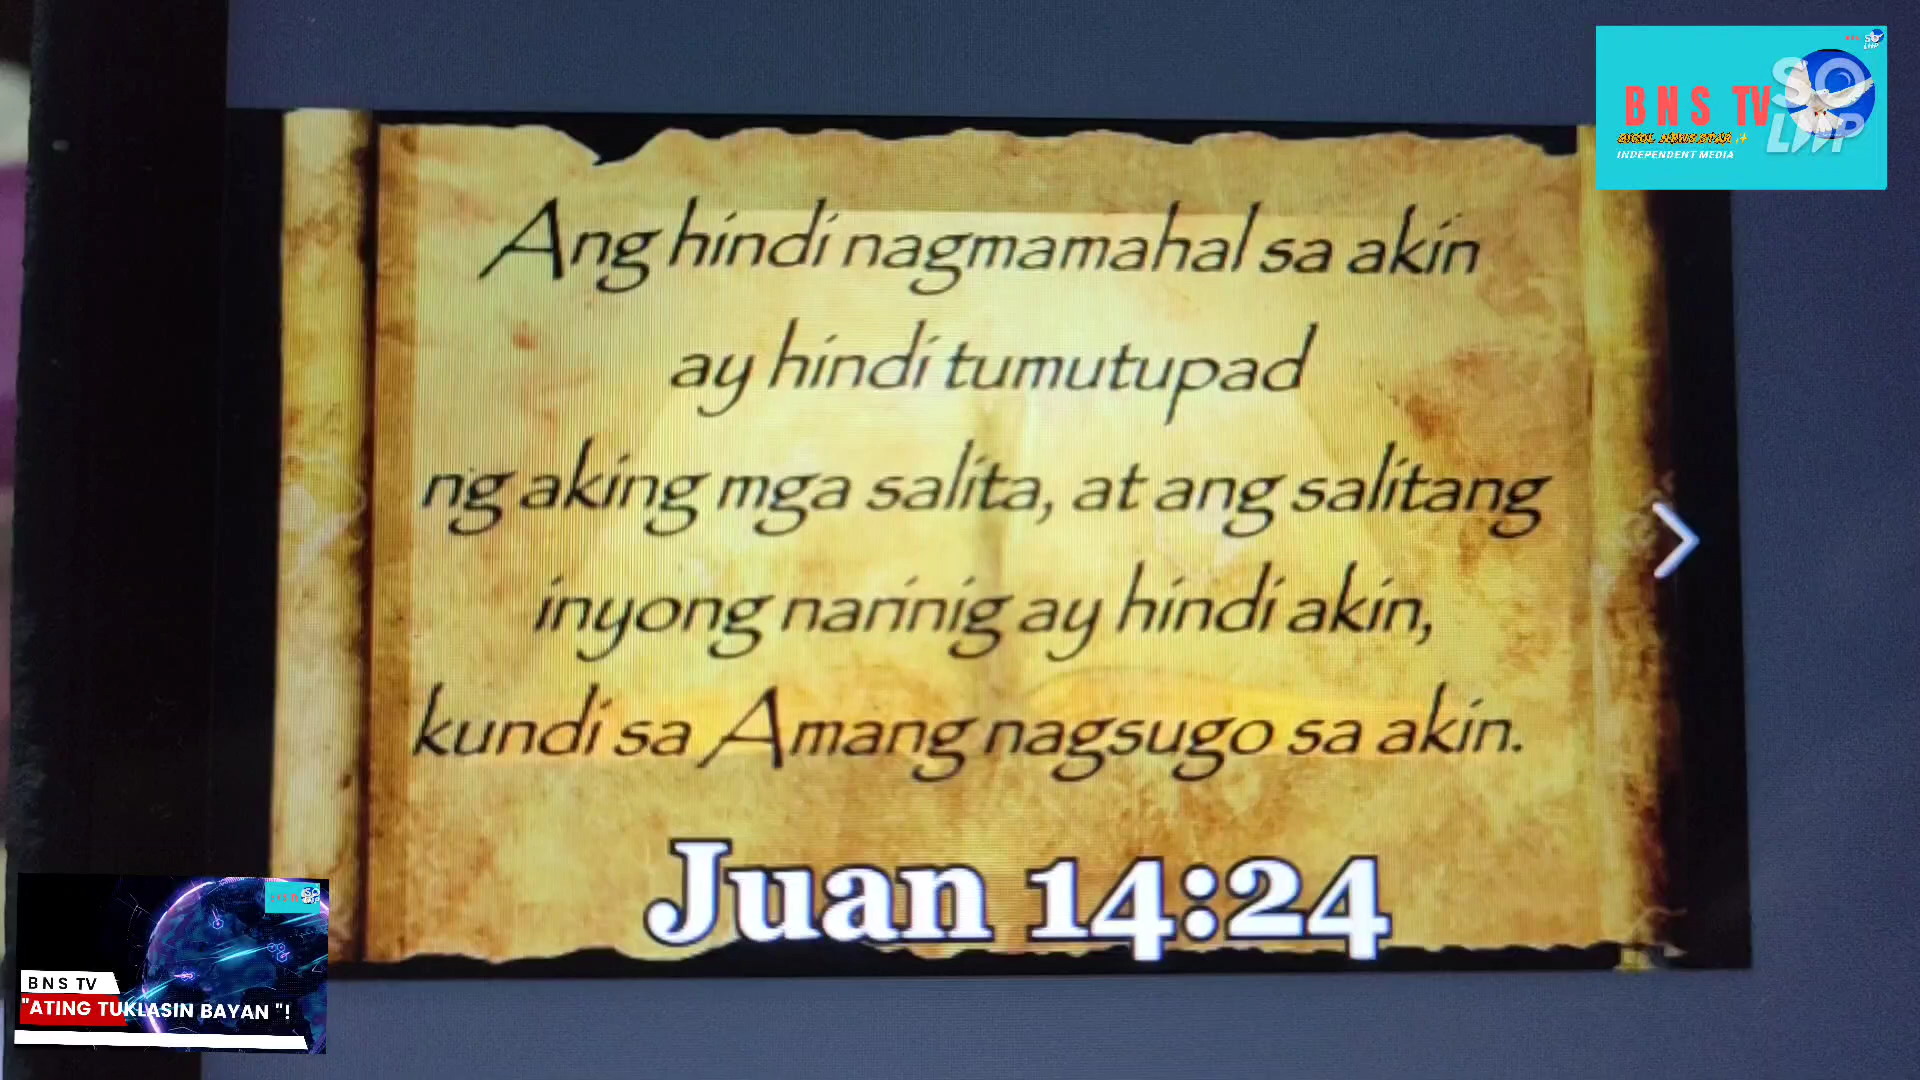 BNS TV
INDEPENDENT MEDIA
SO
LMP
Ang hindi nagmamahal sa akin
ay hindi tumutupad
ng aking mga salita, at ang salitang
inyong narinig ay hindi akin,
kundi sa Amang nagsugo sa akin.
Juan 14:24
BNS TV
"ATING TUKLASIN BAYAN "!